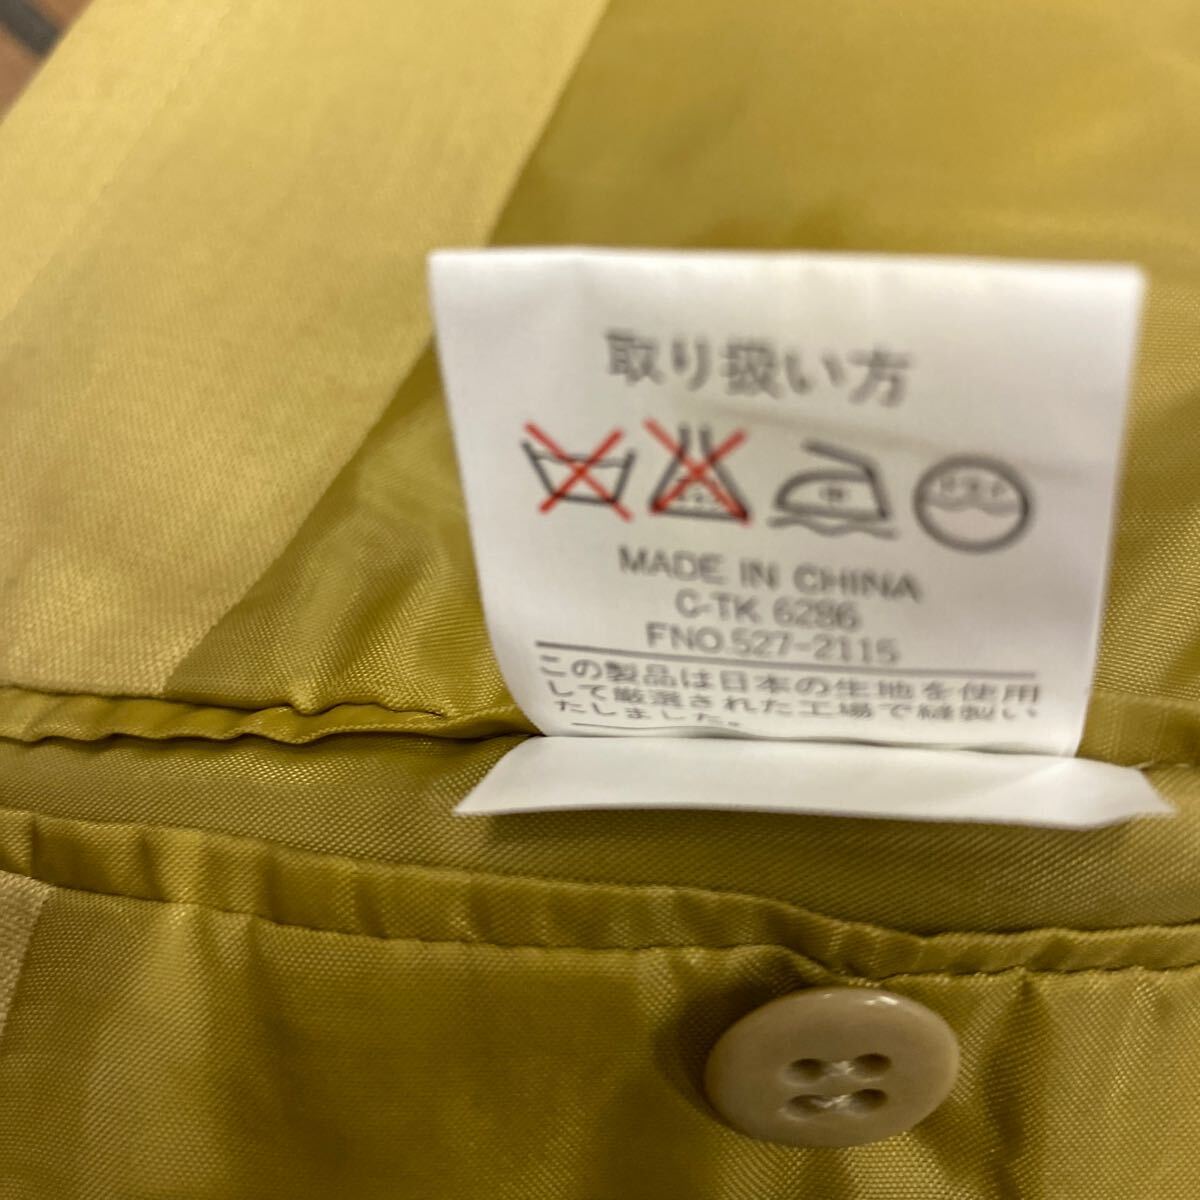 取り扱い方
MADE IN CHINA
C-TK 6286
FNO.527-2115
この製品は日本の生地を使用
して厳選された工場で縫製い
たしました。